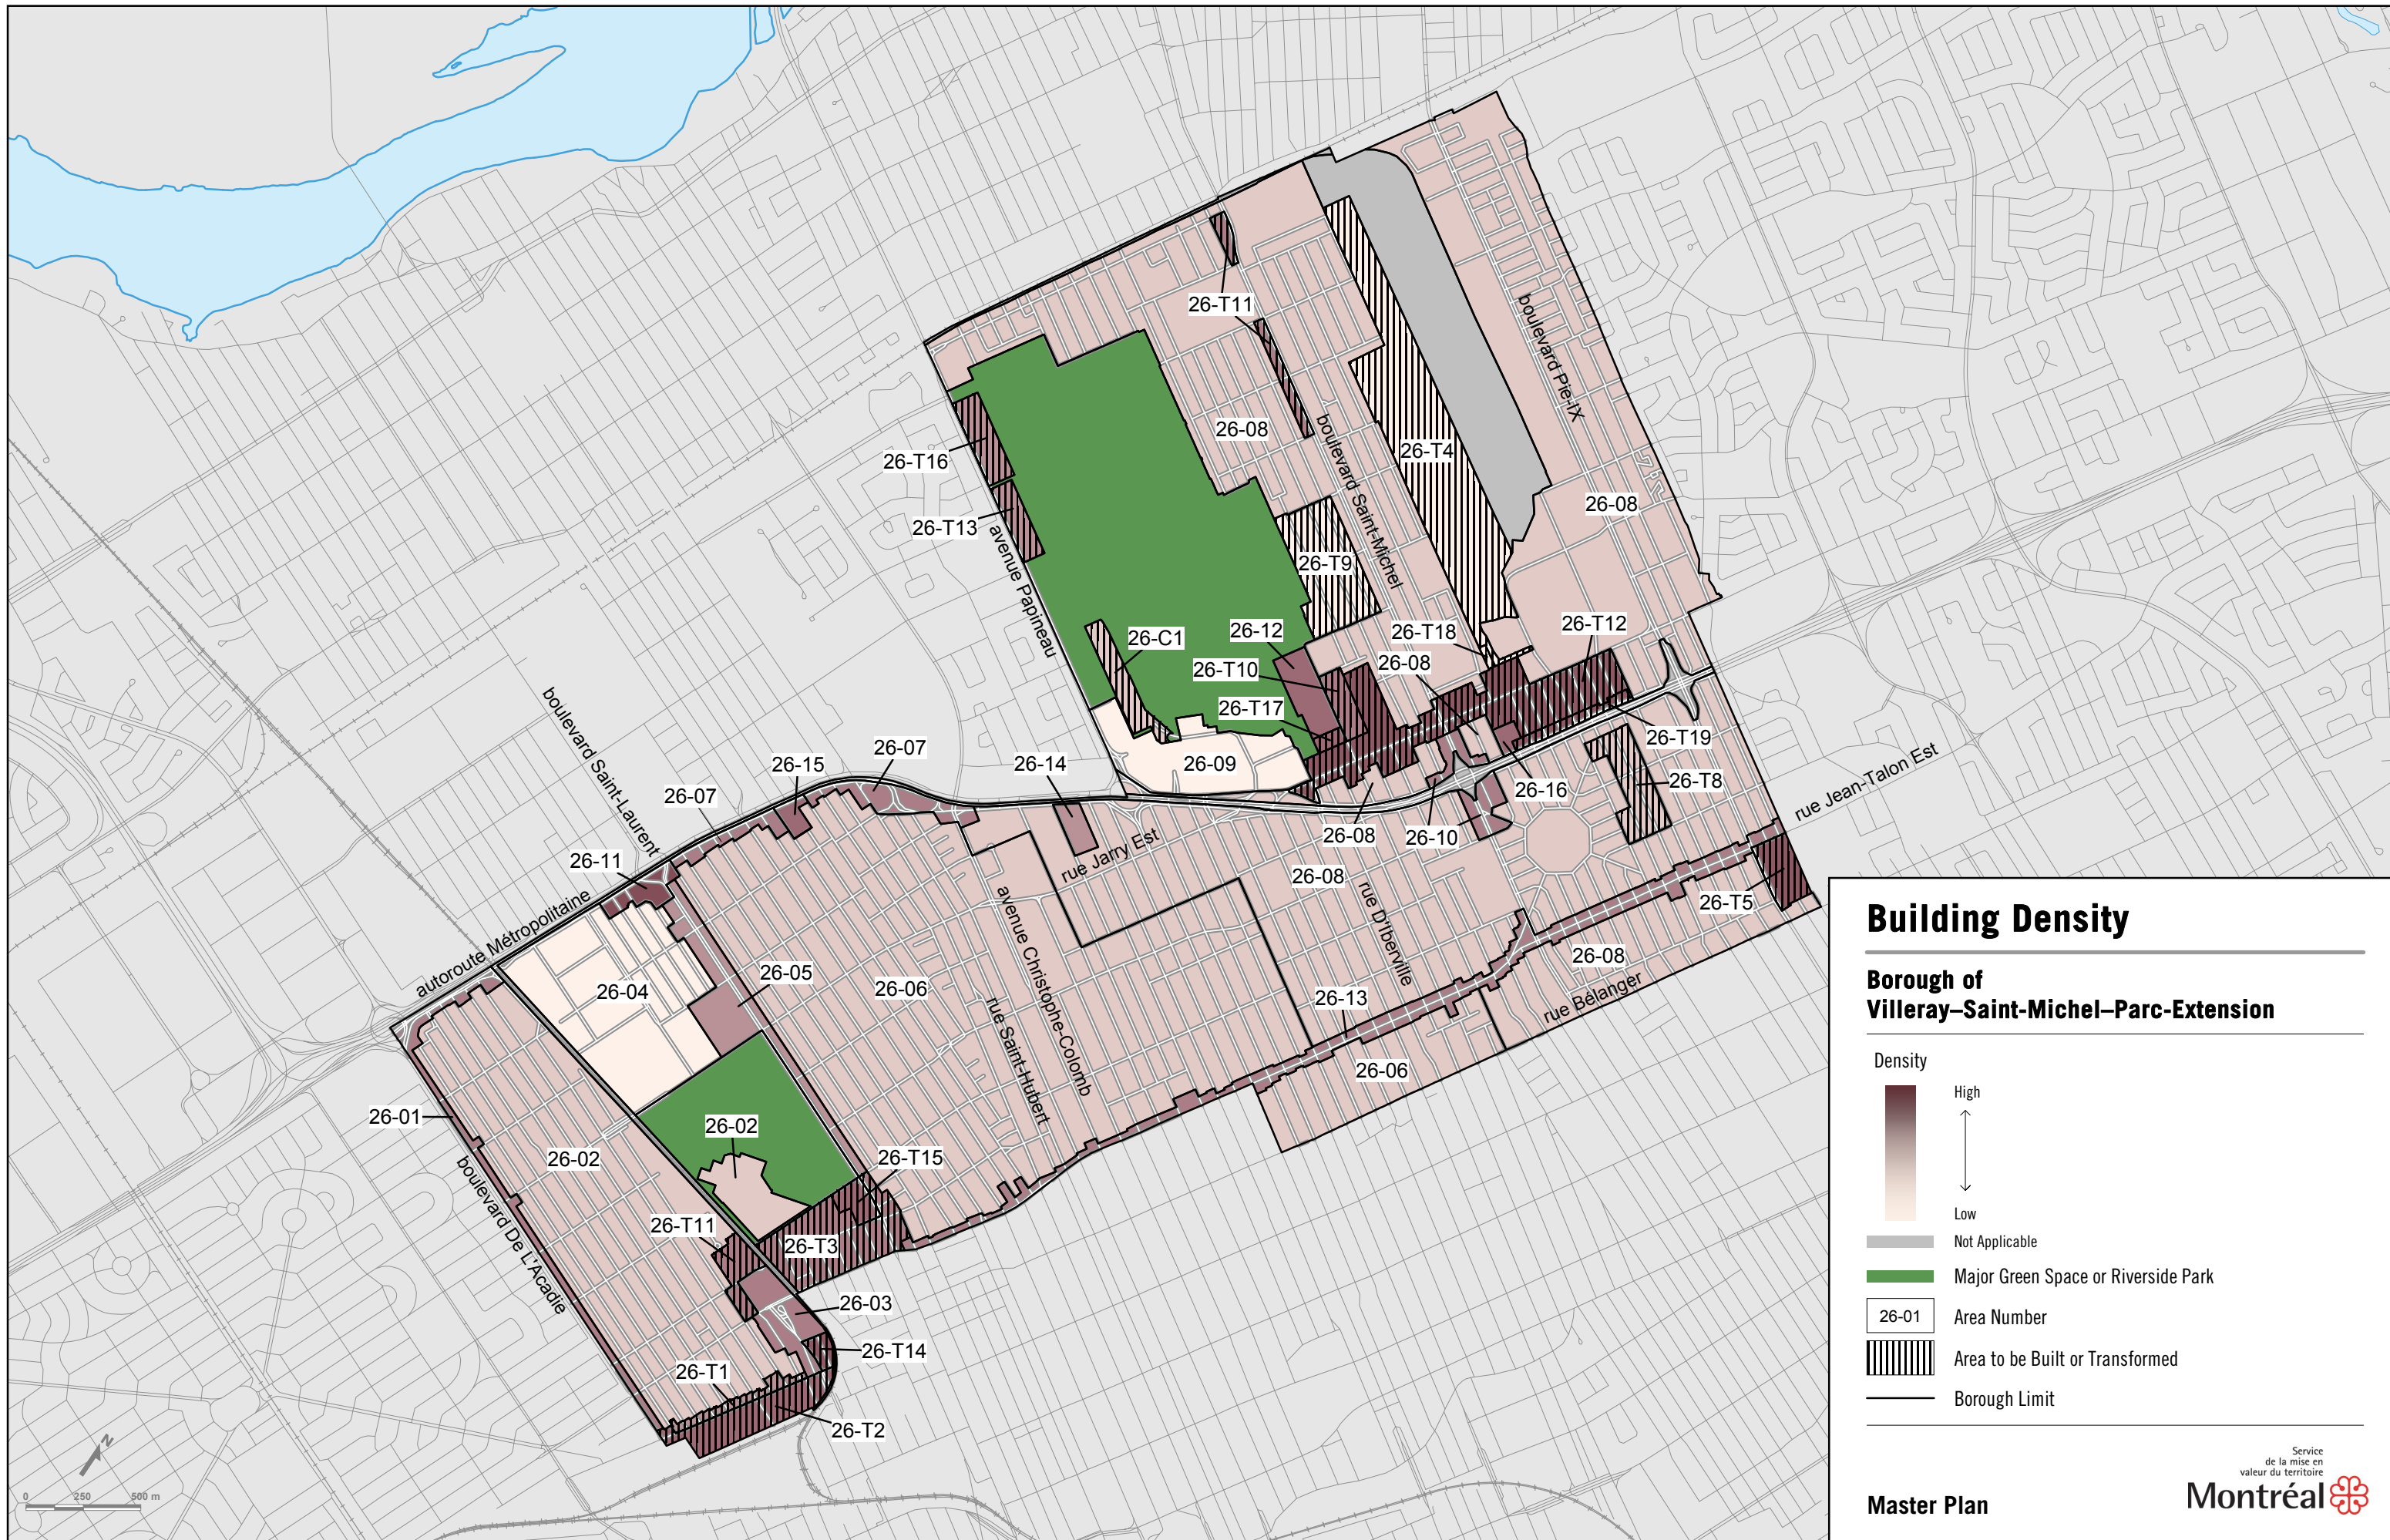 26-T11
boulevard Pie-IX
26-08
boulevard Saint-Michel
26-T4
26-T16
26-08
26-T13
avenue Papineau
26-T9
26-C1
26-12
26-T18
26-T12
26-T10
26-08
26-T17
boulevard Saint-Laurent
26-T19
26-07
26-15
26-14
26-09
26-T8
26-16
rue Jean-Talon Est
26-07
26-08
26-10
rue Jarry Est
26-11
26-08
autoroute Métropolitaine
avenue Christophe-Colomb
rue D'Iberville
26-T5
26-05
26-04
26-06
rue Saint-Hubert
26-13
26-08
rue Bélanger
26-06
26-01
26-02
26-02
26-T15
boulevard De L'Acadie
26-T11
26-T3
26-03
26-T14
26-T1
26-T2
N
0 250 500 m
Building Density
Borough of
Villeray–Saint-Michel–Parc-Extension
Density
High
Low
Not Applicable
Major Green Space or Riverside Park
26-01 Area Number
Area to be Built or Transformed
Borough Limit
Service
de la mise en
valeur du territoire
Montréal
Master Plan